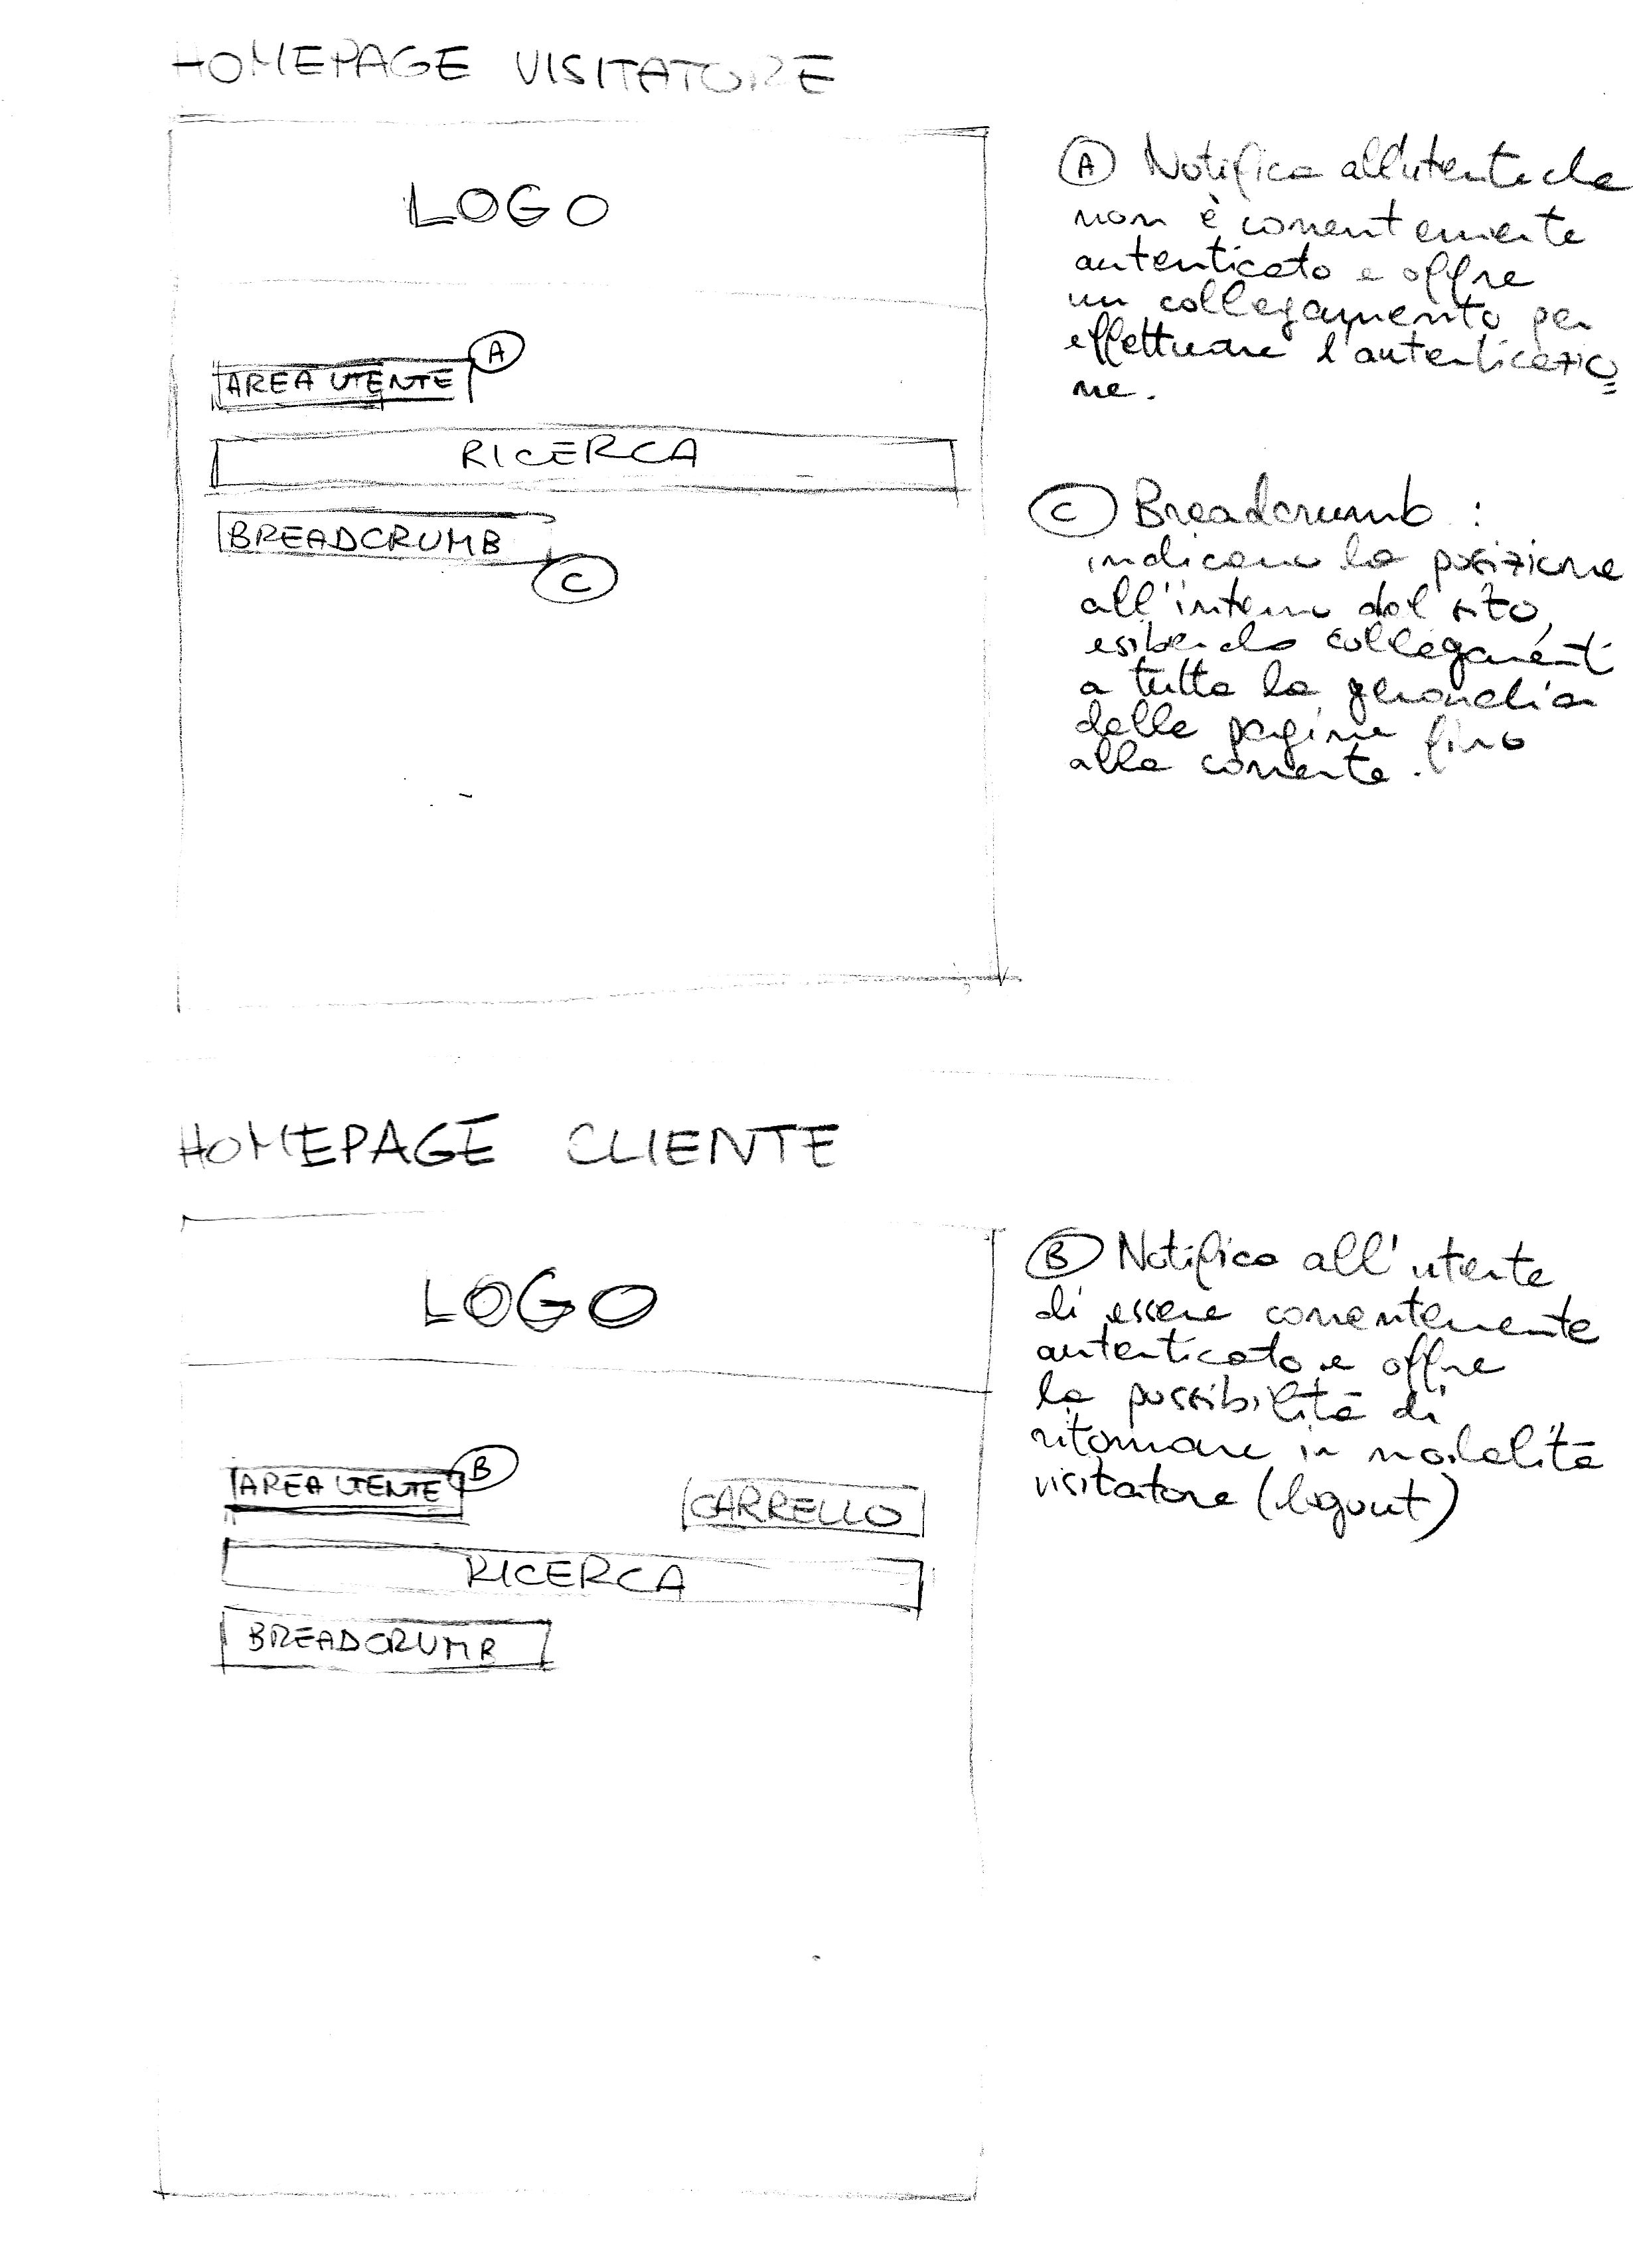 HOMEPAGE VISITATORE
LOGO
AREA UTENTE
A
RICERCA
BREADCRUMB
C
A Notifica all'utente che
non è correntemente
autenticato e offre
un collegamento per
effettuare l'autenticazio
ne.
C Breadcrumb :
indicano la posizione
all'interno del sito,
esibendo collegamenti
a tutta la gerarchia
delle pagine fino
alla corrente.
HOMEPAGE CLIENTE
LOGO
AREA UTENTE
B
CARRELLO
RICERCA
BREADCRUMB
B Notifica all'utente
di essere correntemente
autenticato e offre
la possibilità di
ritornare in modalità
visitatore (logout)